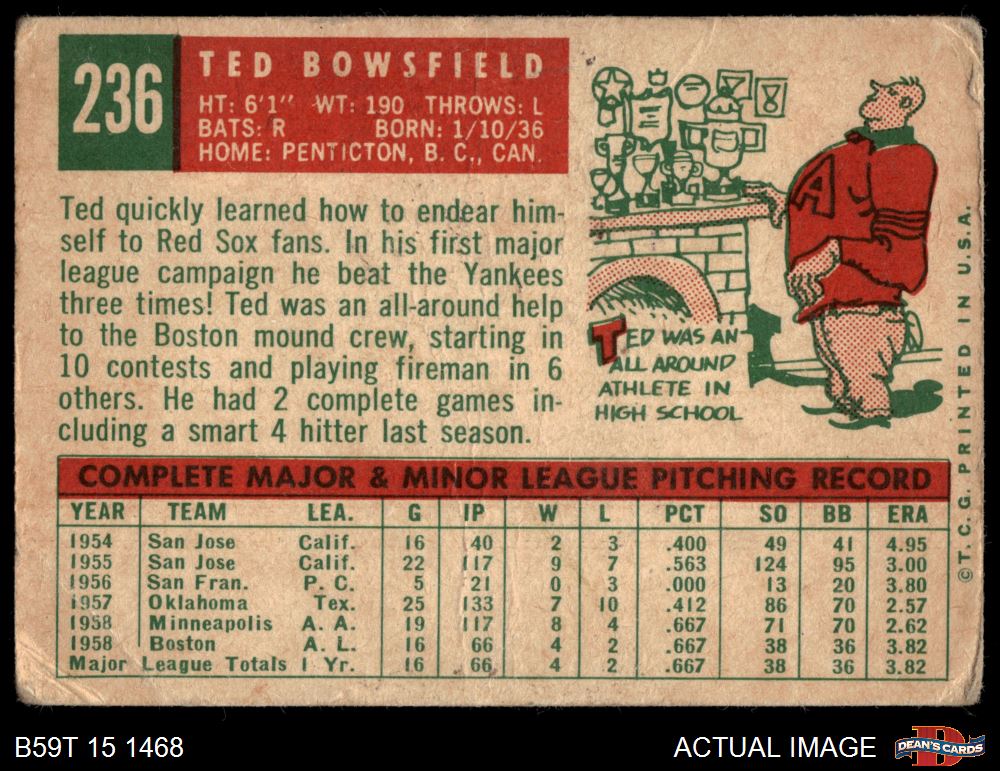 236
TED BOWSFIELD
HT: 6'1" WT: 190 THROWS: L
BATS: R BORN: 1/10/36
HOME: PENTICTON, B. C., CAN.
Ted quickly learned how to endear him-
self to Red Sox fans. In his first major
league campaign he beat the Yankees
three times! Ted was an all-around help
to the Boston mound crew, starting in
10 contests and playing fireman in 6
others. He had 2 complete games in-
cluding a smart 4 hitter last season.
A
TED WAS AN
ALL AROUND
ATHLETE IN
HIGH SCHOOL
COMPLETE MAJOR & MINOR LEAGUE PITCHING RECORD
YEAR TEAM LEA. G IP W L PCT SO BB ERA
1954 San Jose Calif. 16 40 2 3 .400 49 41 4.95
1955 San Jose Calif. 22 117 9 7 .563 124 95 3.00
1956 San Fran. P. C. 5 21 0 3 .000 13 20 3.80
1957 Oklahoma Tex. 25 133 7 10 .412 86 70 2.57
1958 Minneapolis A. A. 19 117 8 4 .667 71 70 2.62
1958 Boston A. L. 16 66 4 2 .667 38 36 3.82
Major League Totals 1 Yr. 16 66 4 2 .667 38 36 3.82
© T. C. G. PRINTED IN U.S.A.
B59T 15 1468
ACTUAL IMAGE
D
DEAN'S CARDS